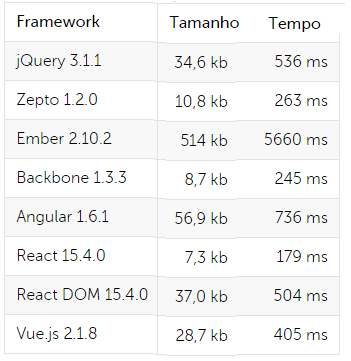 Framework Tamanho Tempo
jQuery 3.1.1 34,6 kb 536 ms
Zepto 1.2.0 10,8 kb 263 ms
Ember 2.10.2 514 kb 5660 ms
Backbone 1.3.3 8,7 kb 245 ms
Angular 1.6.1 56,9 kb 736 ms
React 15.4.0 7,3 kb 179 ms
React DOM 15.4.0 37,0 kb 504 ms
Vue.js 2.1.8 28,7 kb 405 ms